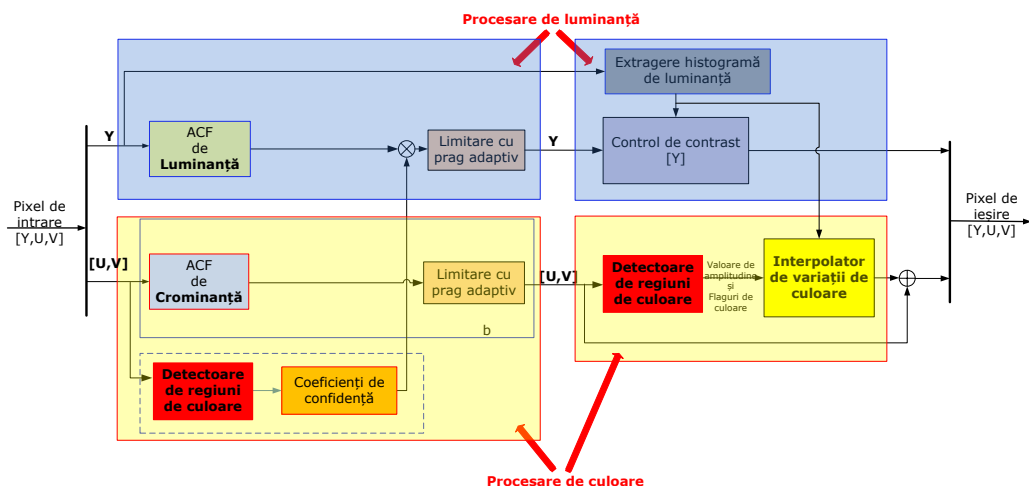 Procesare de luminanță
Extragere histogramă
de luminanță
Y
ACF
de
Luminanță
Limitare cu
prag adaptiv
Y
Control de contrast
[Y]
Pixel de
intrare
[Y,U,V]
Pixel de
ieșire
[Y,U,V]
[U,V]
ACF
de
Crominanță
Limitare cu
prag adaptiv
b
[U,V]
Detectoare
de regiuni
de culoare
Valoare de
amplitudine
și
Flaguri de
culoare
Interpolator
de variații de
culoare
Detectoare
de regiuni
de culoare
Coeficienți de
confidență
Procesare de culoare